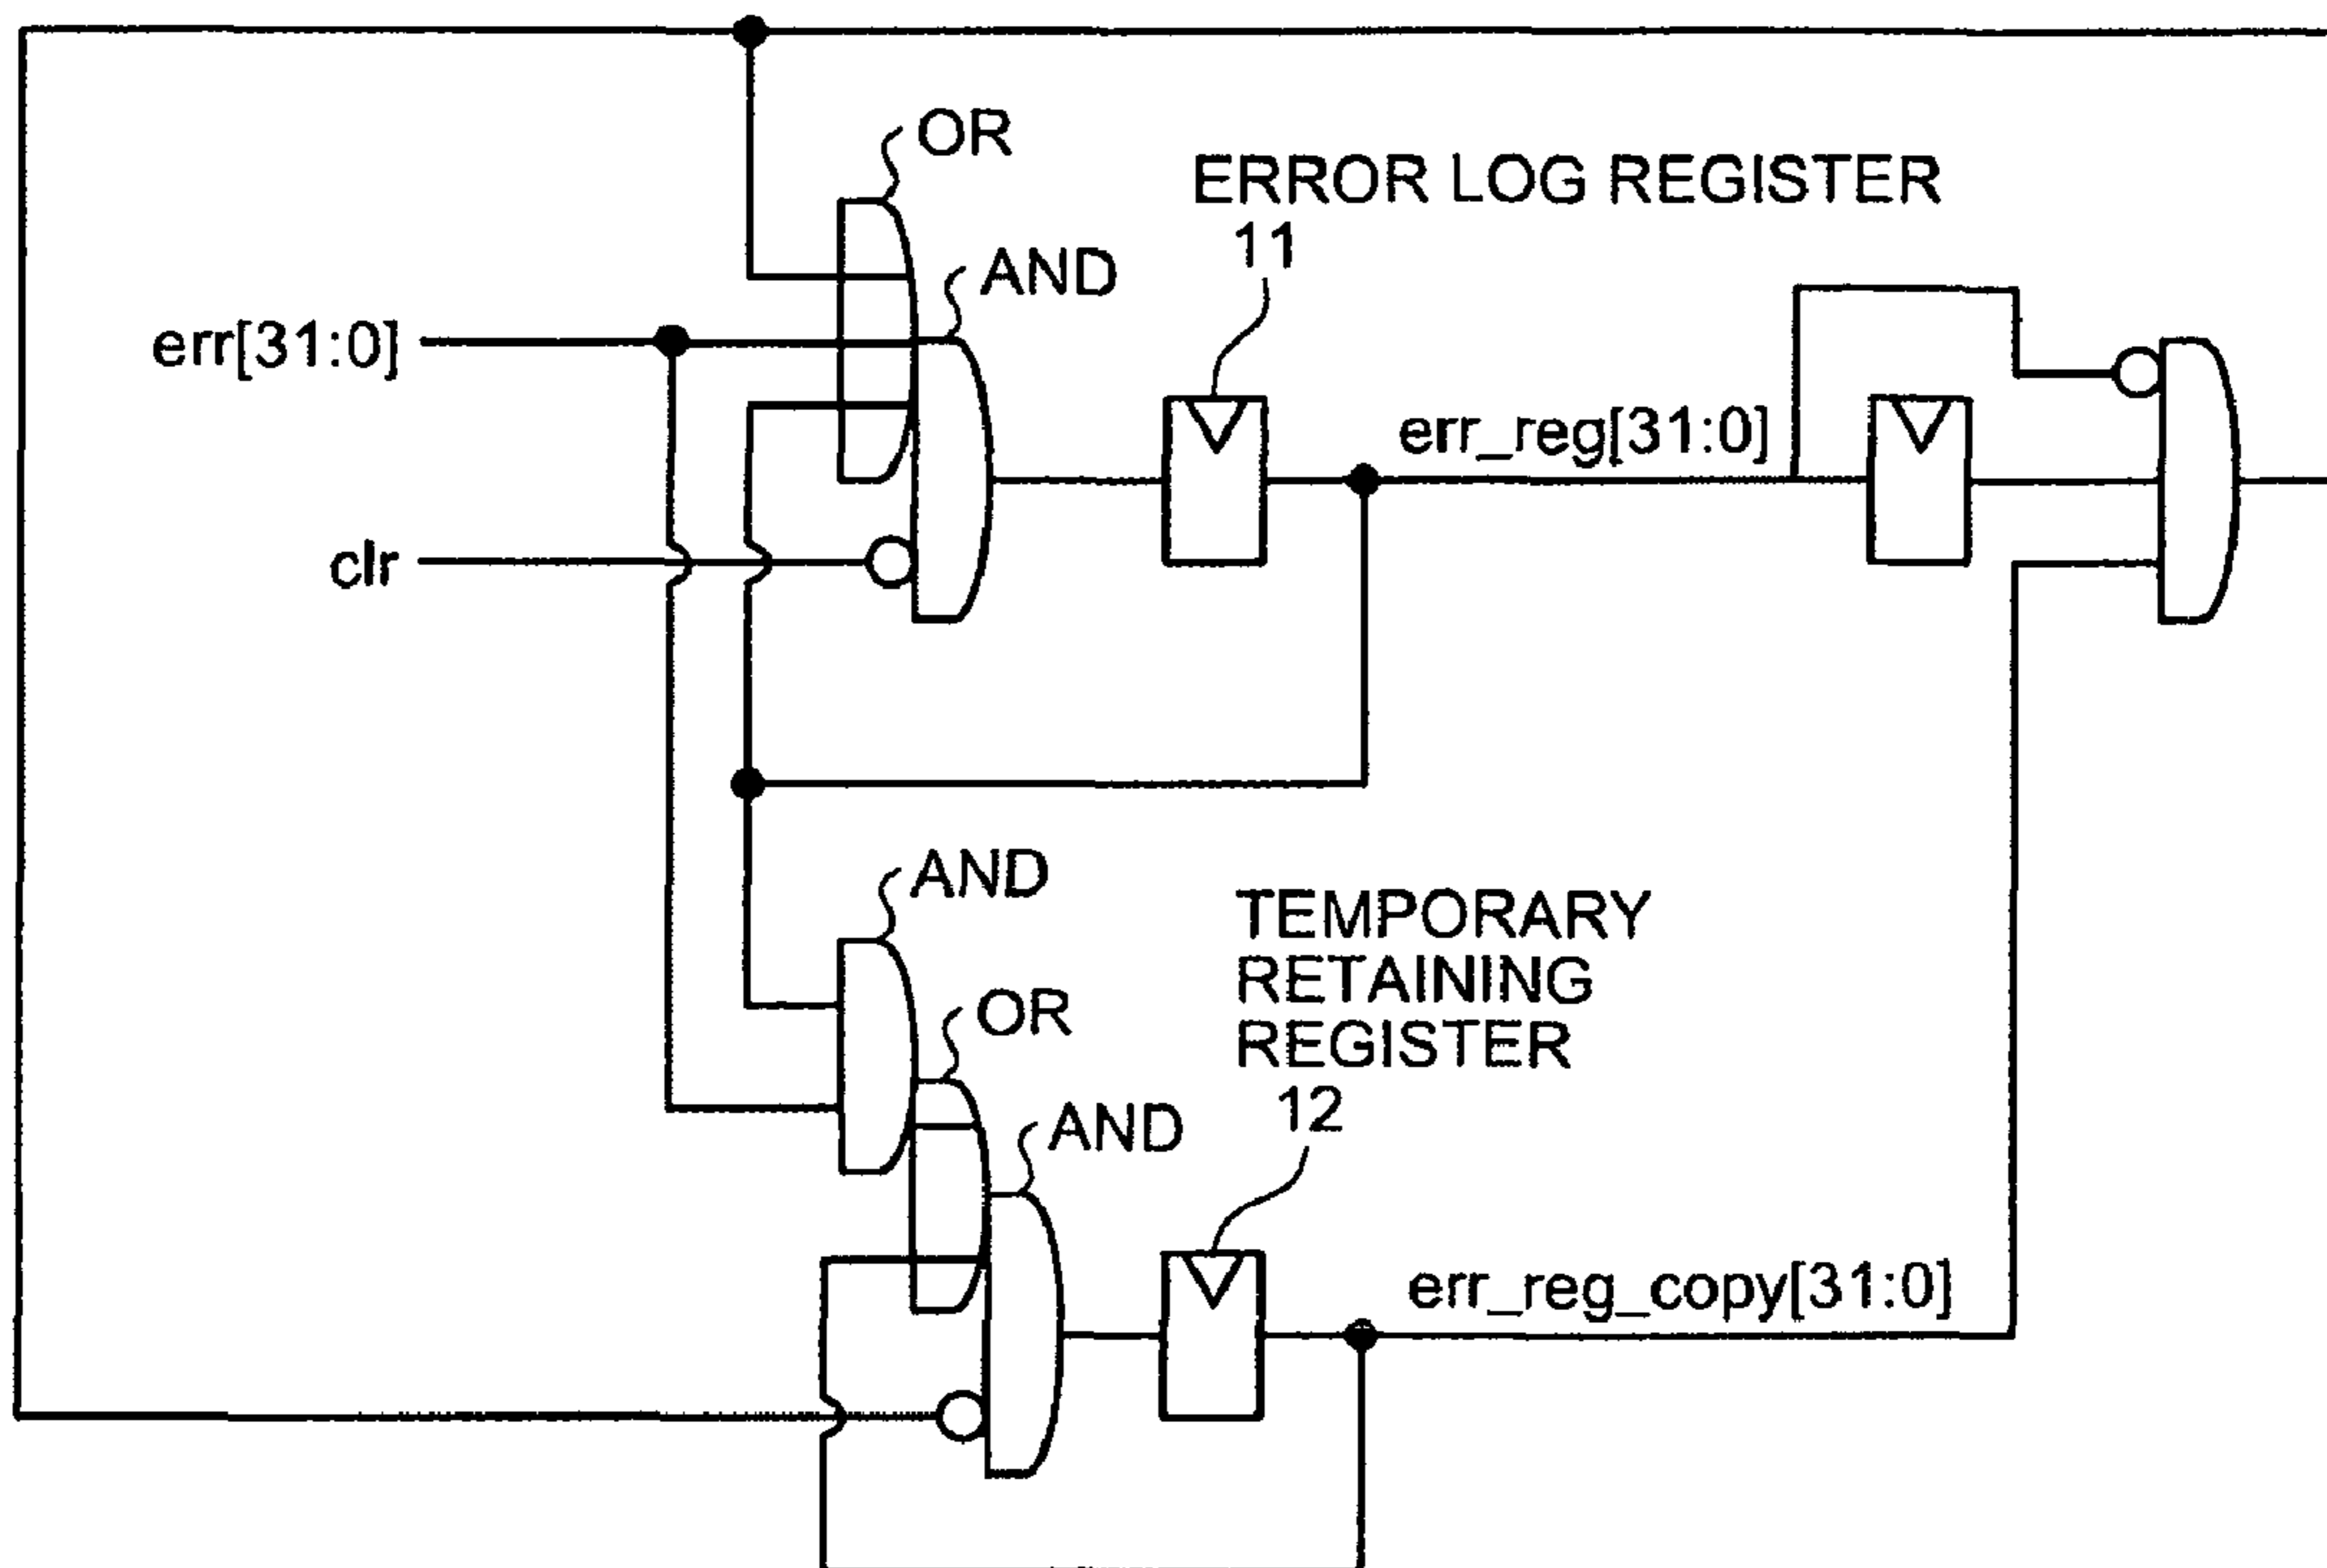 OR
ERROR LOG REGISTER
11
AND
err[31:0]
err_reg[31:0]
clr
AND
TEMPORARY
RETAINING
REGISTER
12
OR
AND
err_reg_copy[31:0]